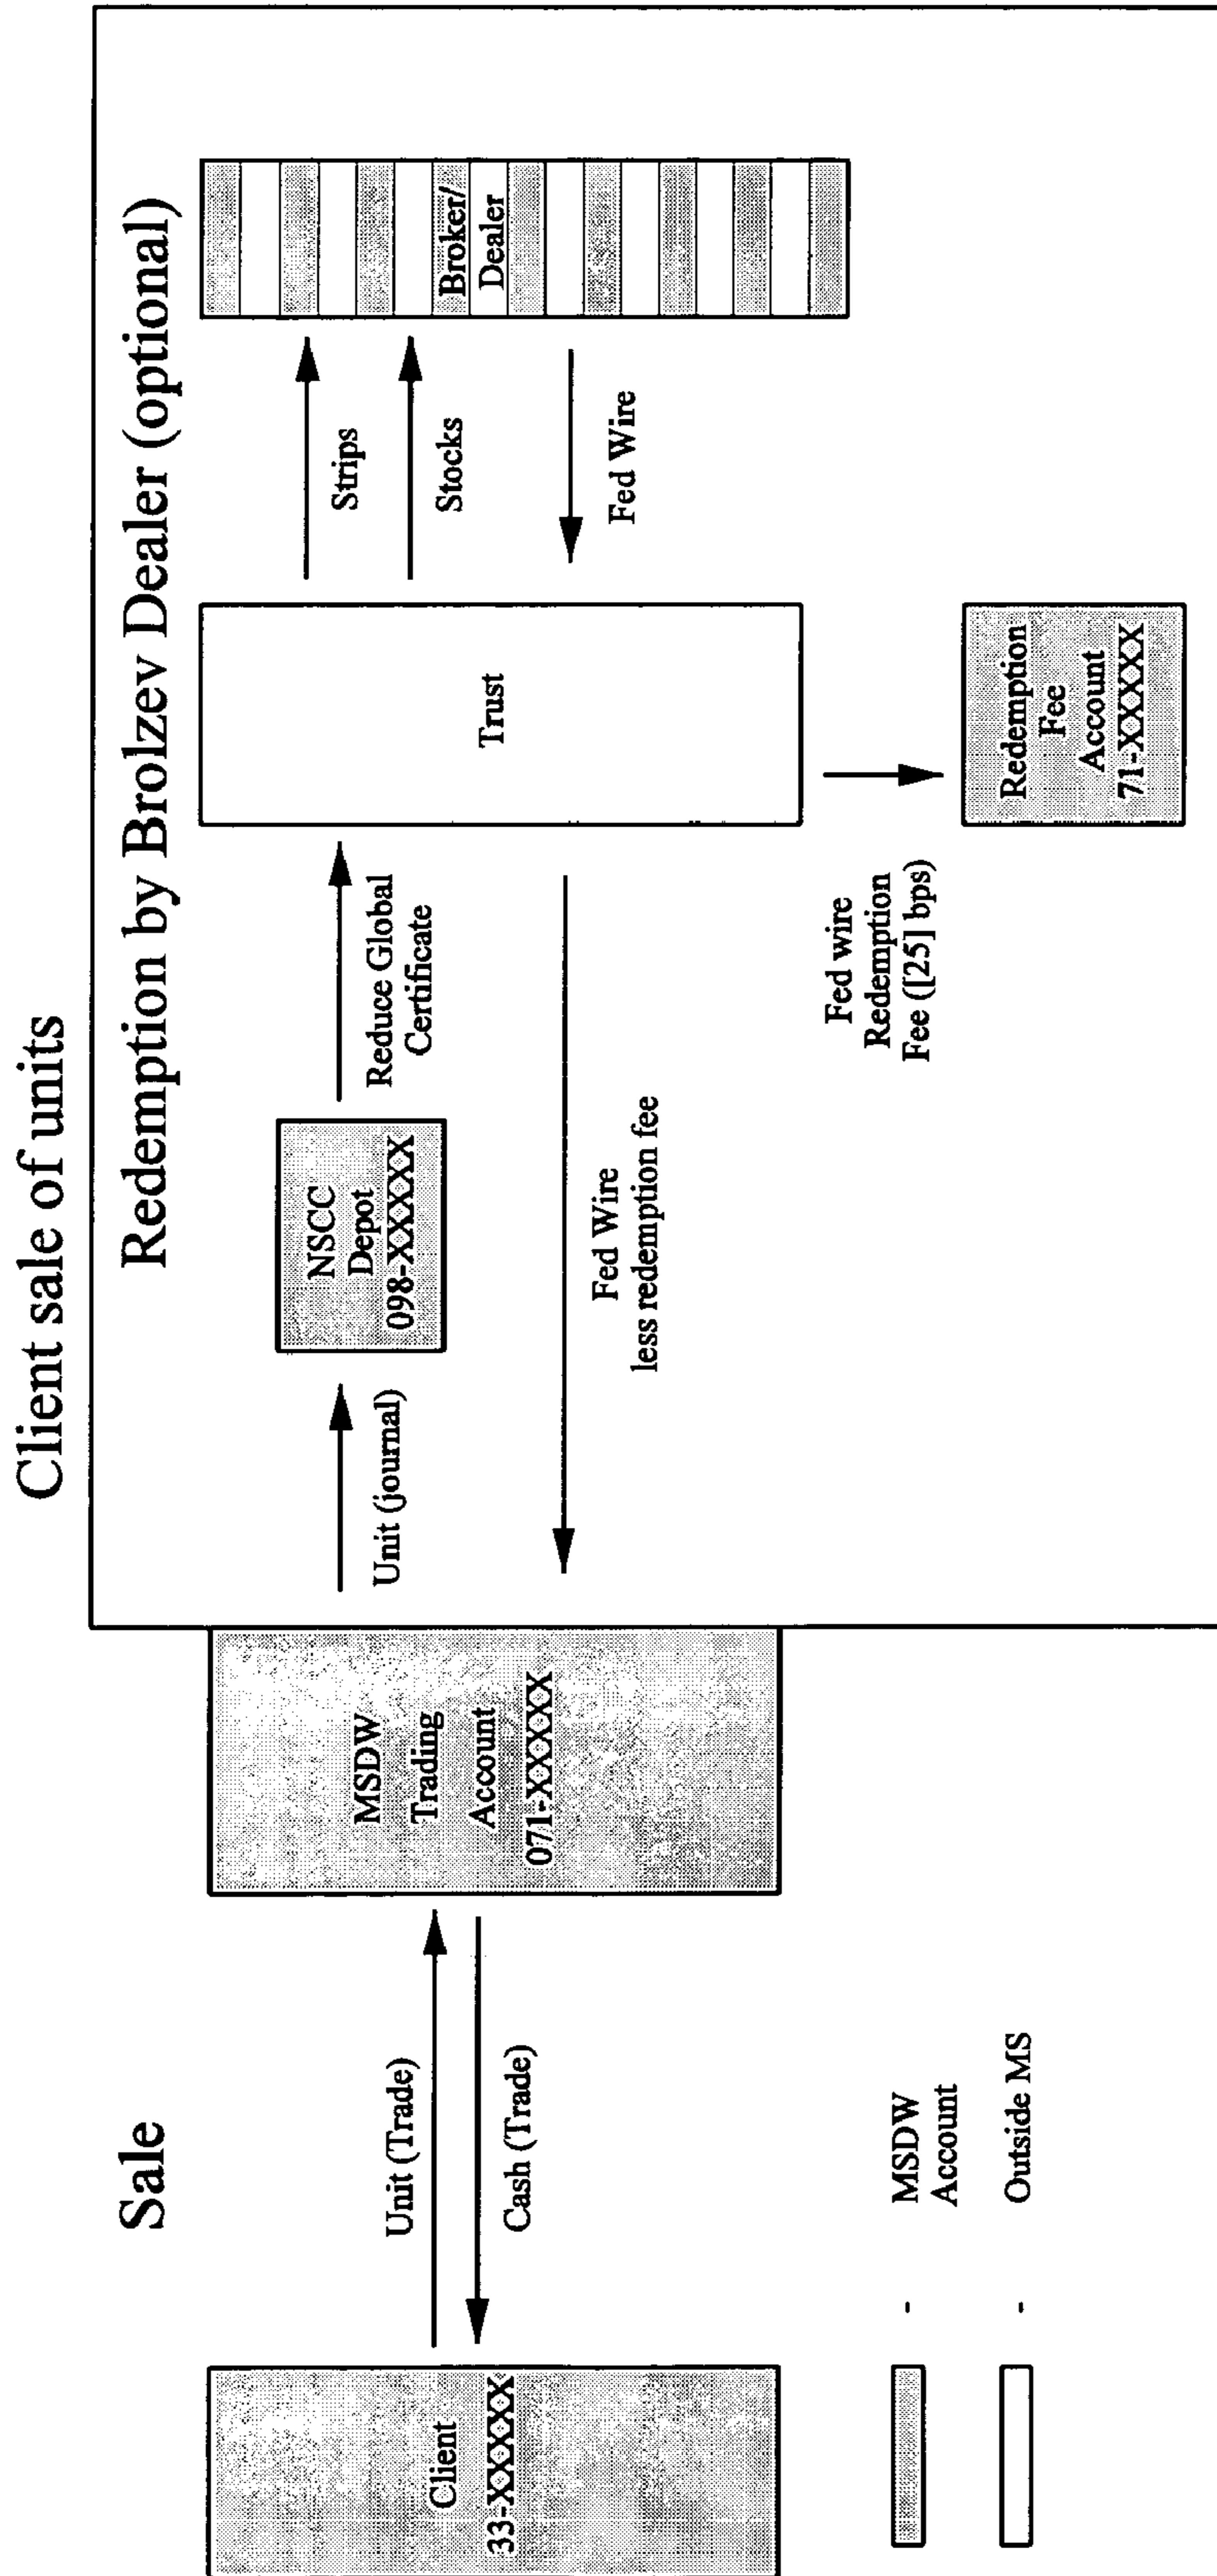 Client sale of units
Sale
Redemption by Brolzev Dealer (optional)
Client
33-XXXXX
Unit (Trade)
Cash (Trade)
MSDW
Trading
Account
071-XXXXX
Unit (journal)
NSCC
Depot
098-XXXXX
Reduce Global
Certificate
Fed Wire
less redemption fee
Trust
Strips
Stocks
Fed Wire
Broker/
Dealer
Fed wire
Redemption
Fee ([25] bps)
Redemption
Fee
Account
71-XXXXX
- MSDW
Account
- Outside MS